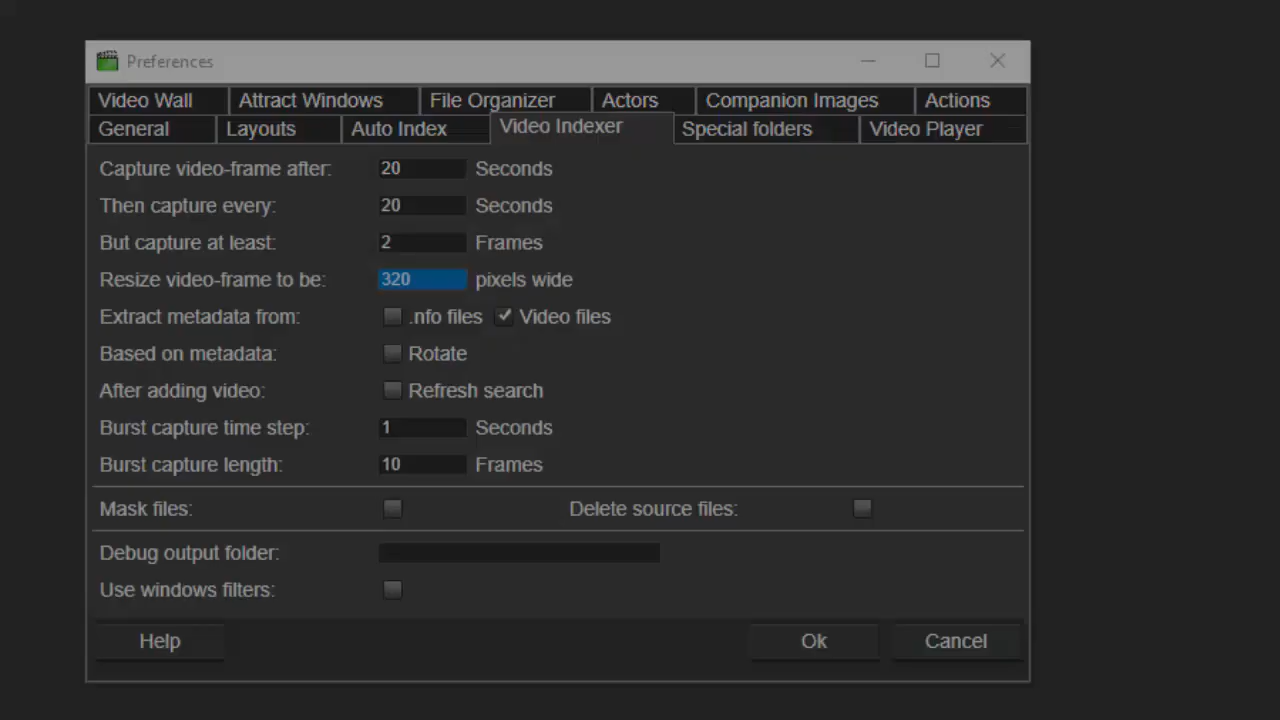 Preferences
Video Wall Attract Windows File Organizer Actors Companion Images Actions
General Layouts Auto Index Video Indexer Special folders Video Player
Capture video-frame after: 20 Seconds
Then capture every: 20 Seconds
But capture at least: 2 Frames
Resize video-frame to be: 320 pixels wide
Extract metadata from: .nfo files Video files
Based on metadata: Rotate
After adding video: Refresh search
Burst capture time step: 1 Seconds
Burst capture length: 10 Frames
Mask files: Delete source files:
Debug output folder:
Use windows filters:
Help Ok Cancel